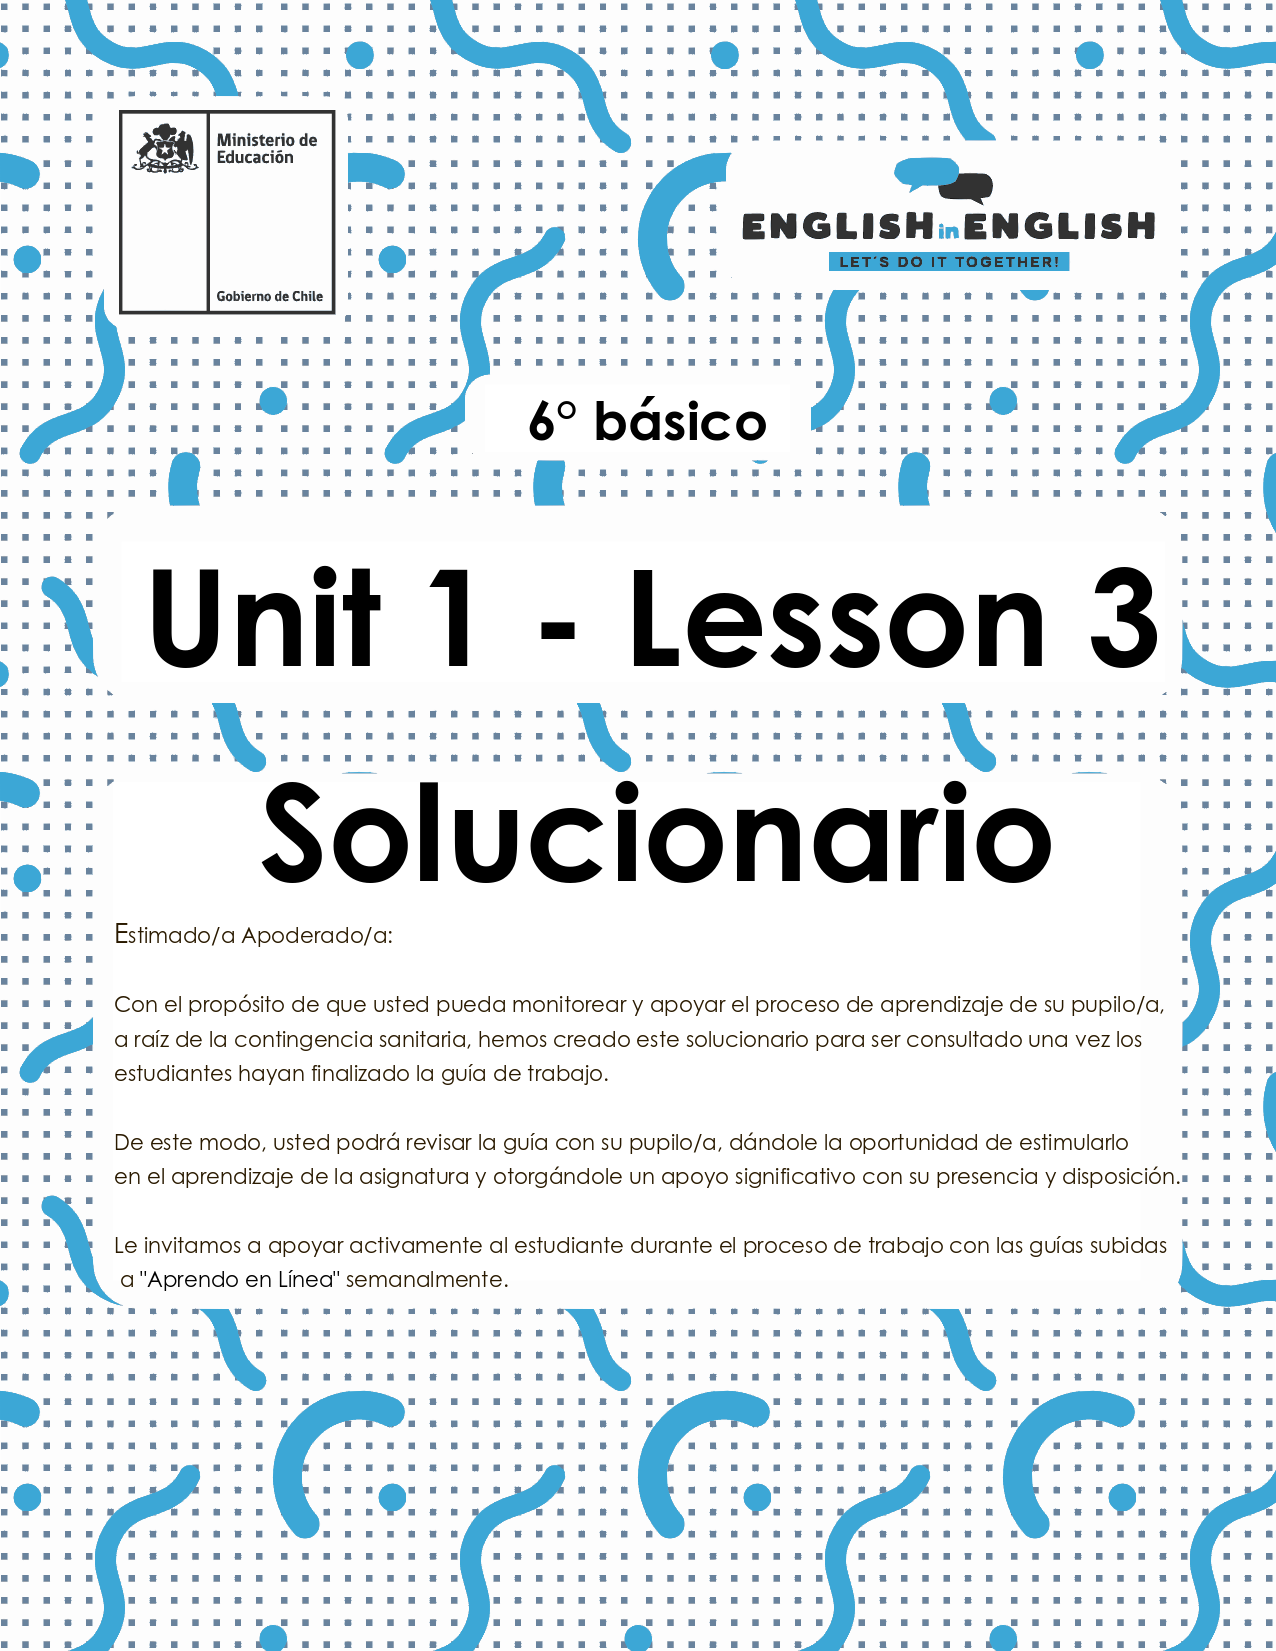 Ministerio de
Educación
Gobierno de Chile
ENGLISH in ENGLISH
LET'S DO IT TOGETHER!
6° básico
Unit 1 - Lesson 3
Solucionario
Estimado/a Apoderado/a:
Con el propósito de que usted pueda monitorear y apoyar el proceso de aprendizaje de su pupilo/a,
a raíz de la contingencia sanitaria, hemos creado este solucionario para ser consultado una vez los
estudiantes hayan finalizado la guía de trabajo.
De este modo, usted podrá revisar la guía con su pupilo/a, dándole la oportunidad de estimularlo
en el aprendizaje de la asignatura y otorgándole un apoyo significativo con su presencia y disposición.
Le invitamos a apoyar activamente al estudiante durante el proceso de trabajo con las guías subidas
a "Aprendo en Línea" semanalmente.